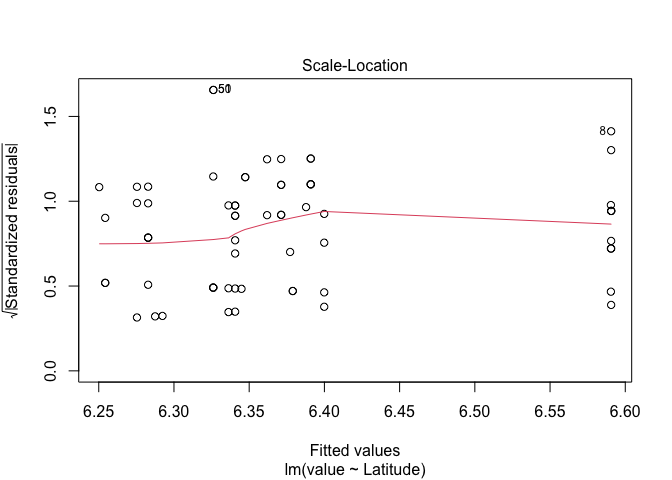 Scale-Location
√|Standardized residuals|
0.0 0.5 1.0 1.5
8
6.25 6.30 6.35 6.40 6.45 6.50 6.55 6.60
Fitted values
lm(value ~ Latitude)